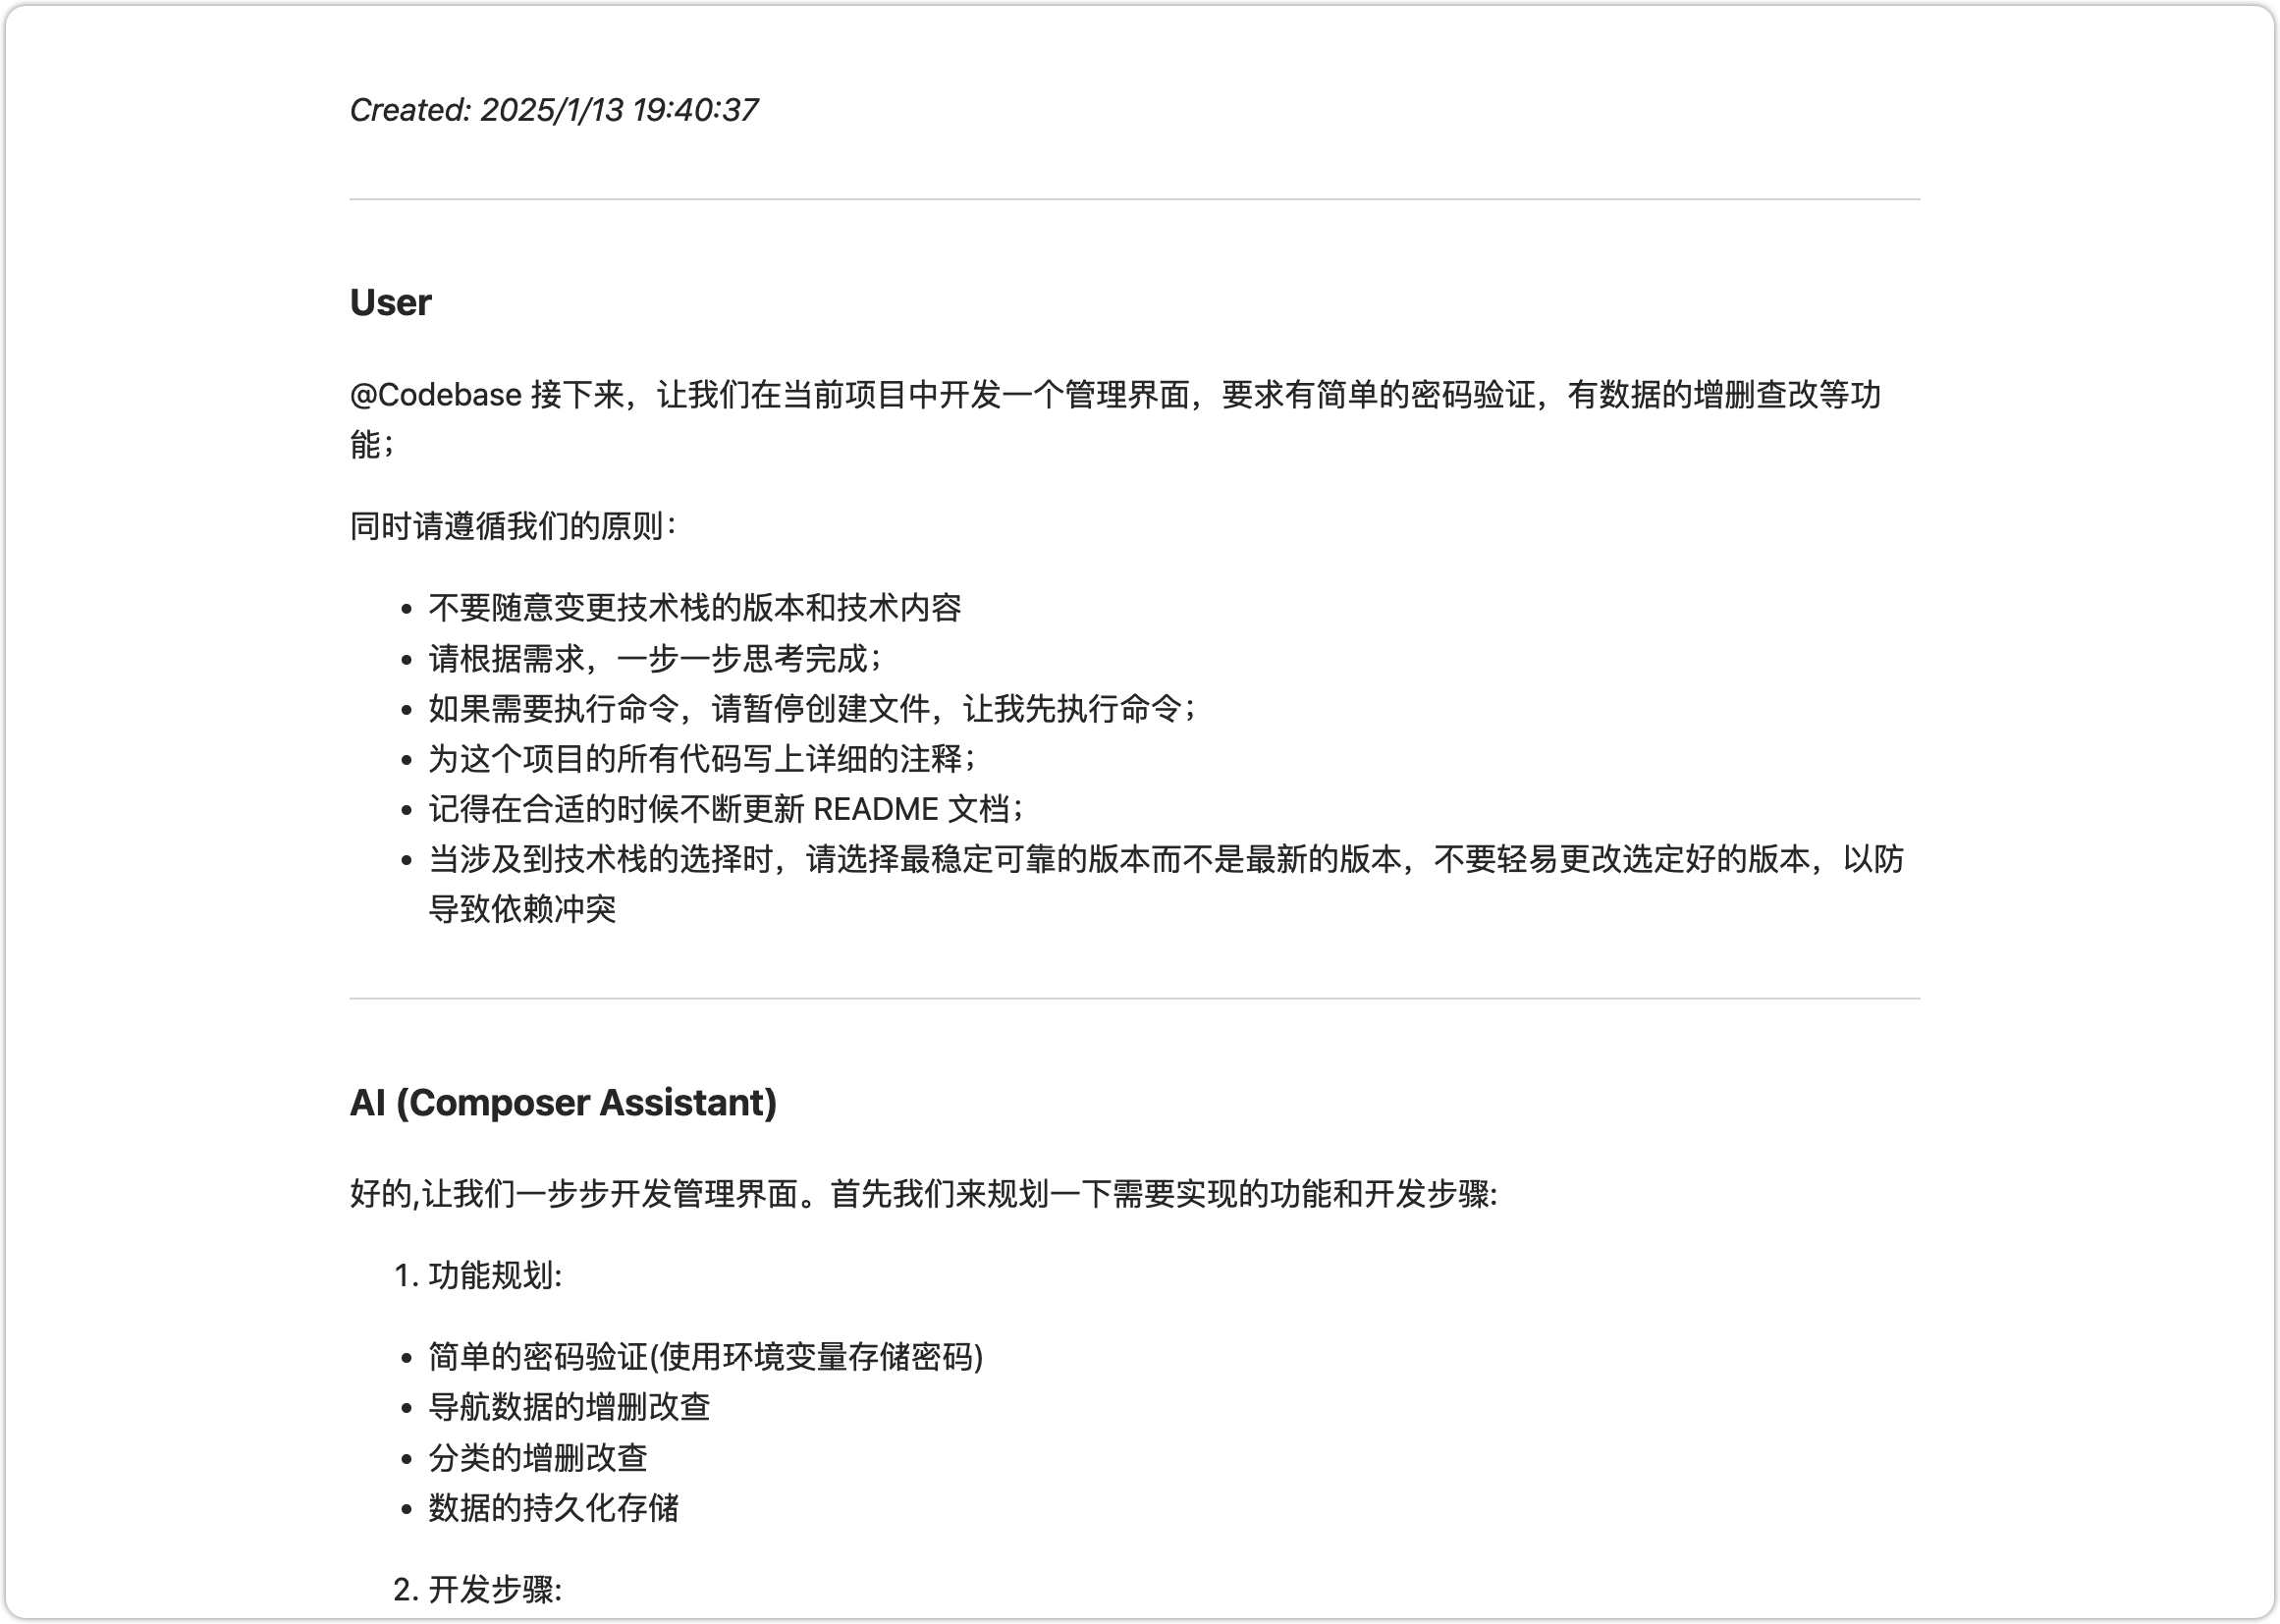 Created: 2025/1/13 19:40:37
User
@Codebase 接下来，让我们在当前项目中开发一个管理界面，要求有简单的密码验证，有数据的增删查改等功
能；
同时请遵循我们的原则：
• 不要随意变更技术栈的版本和技术内容
• 请根据需求，一步一步思考完成；
• 如果需要执行命令，请暂停创建文件，让我先执行命令；
• 为这个项目的所有代码写上详细的注释；
• 记得在合适的时候不断更新 README 文档；
• 当涉及到技术栈的选择时，请选择最稳定可靠的版本而不是最新的版本，不要轻易更改选定好的版本，以防
导致依赖冲突
AI (Composer Assistant)
好的,让我们一步步开发管理界面。首先我们来规划一下需要实现的功能和开发步骤:
1. 功能规划:
• 简单的密码验证(使用环境变量存储密码)
• 导航数据的增删改查
• 分类的增删改查
• 数据的持久化存储
2. 开发步骤: